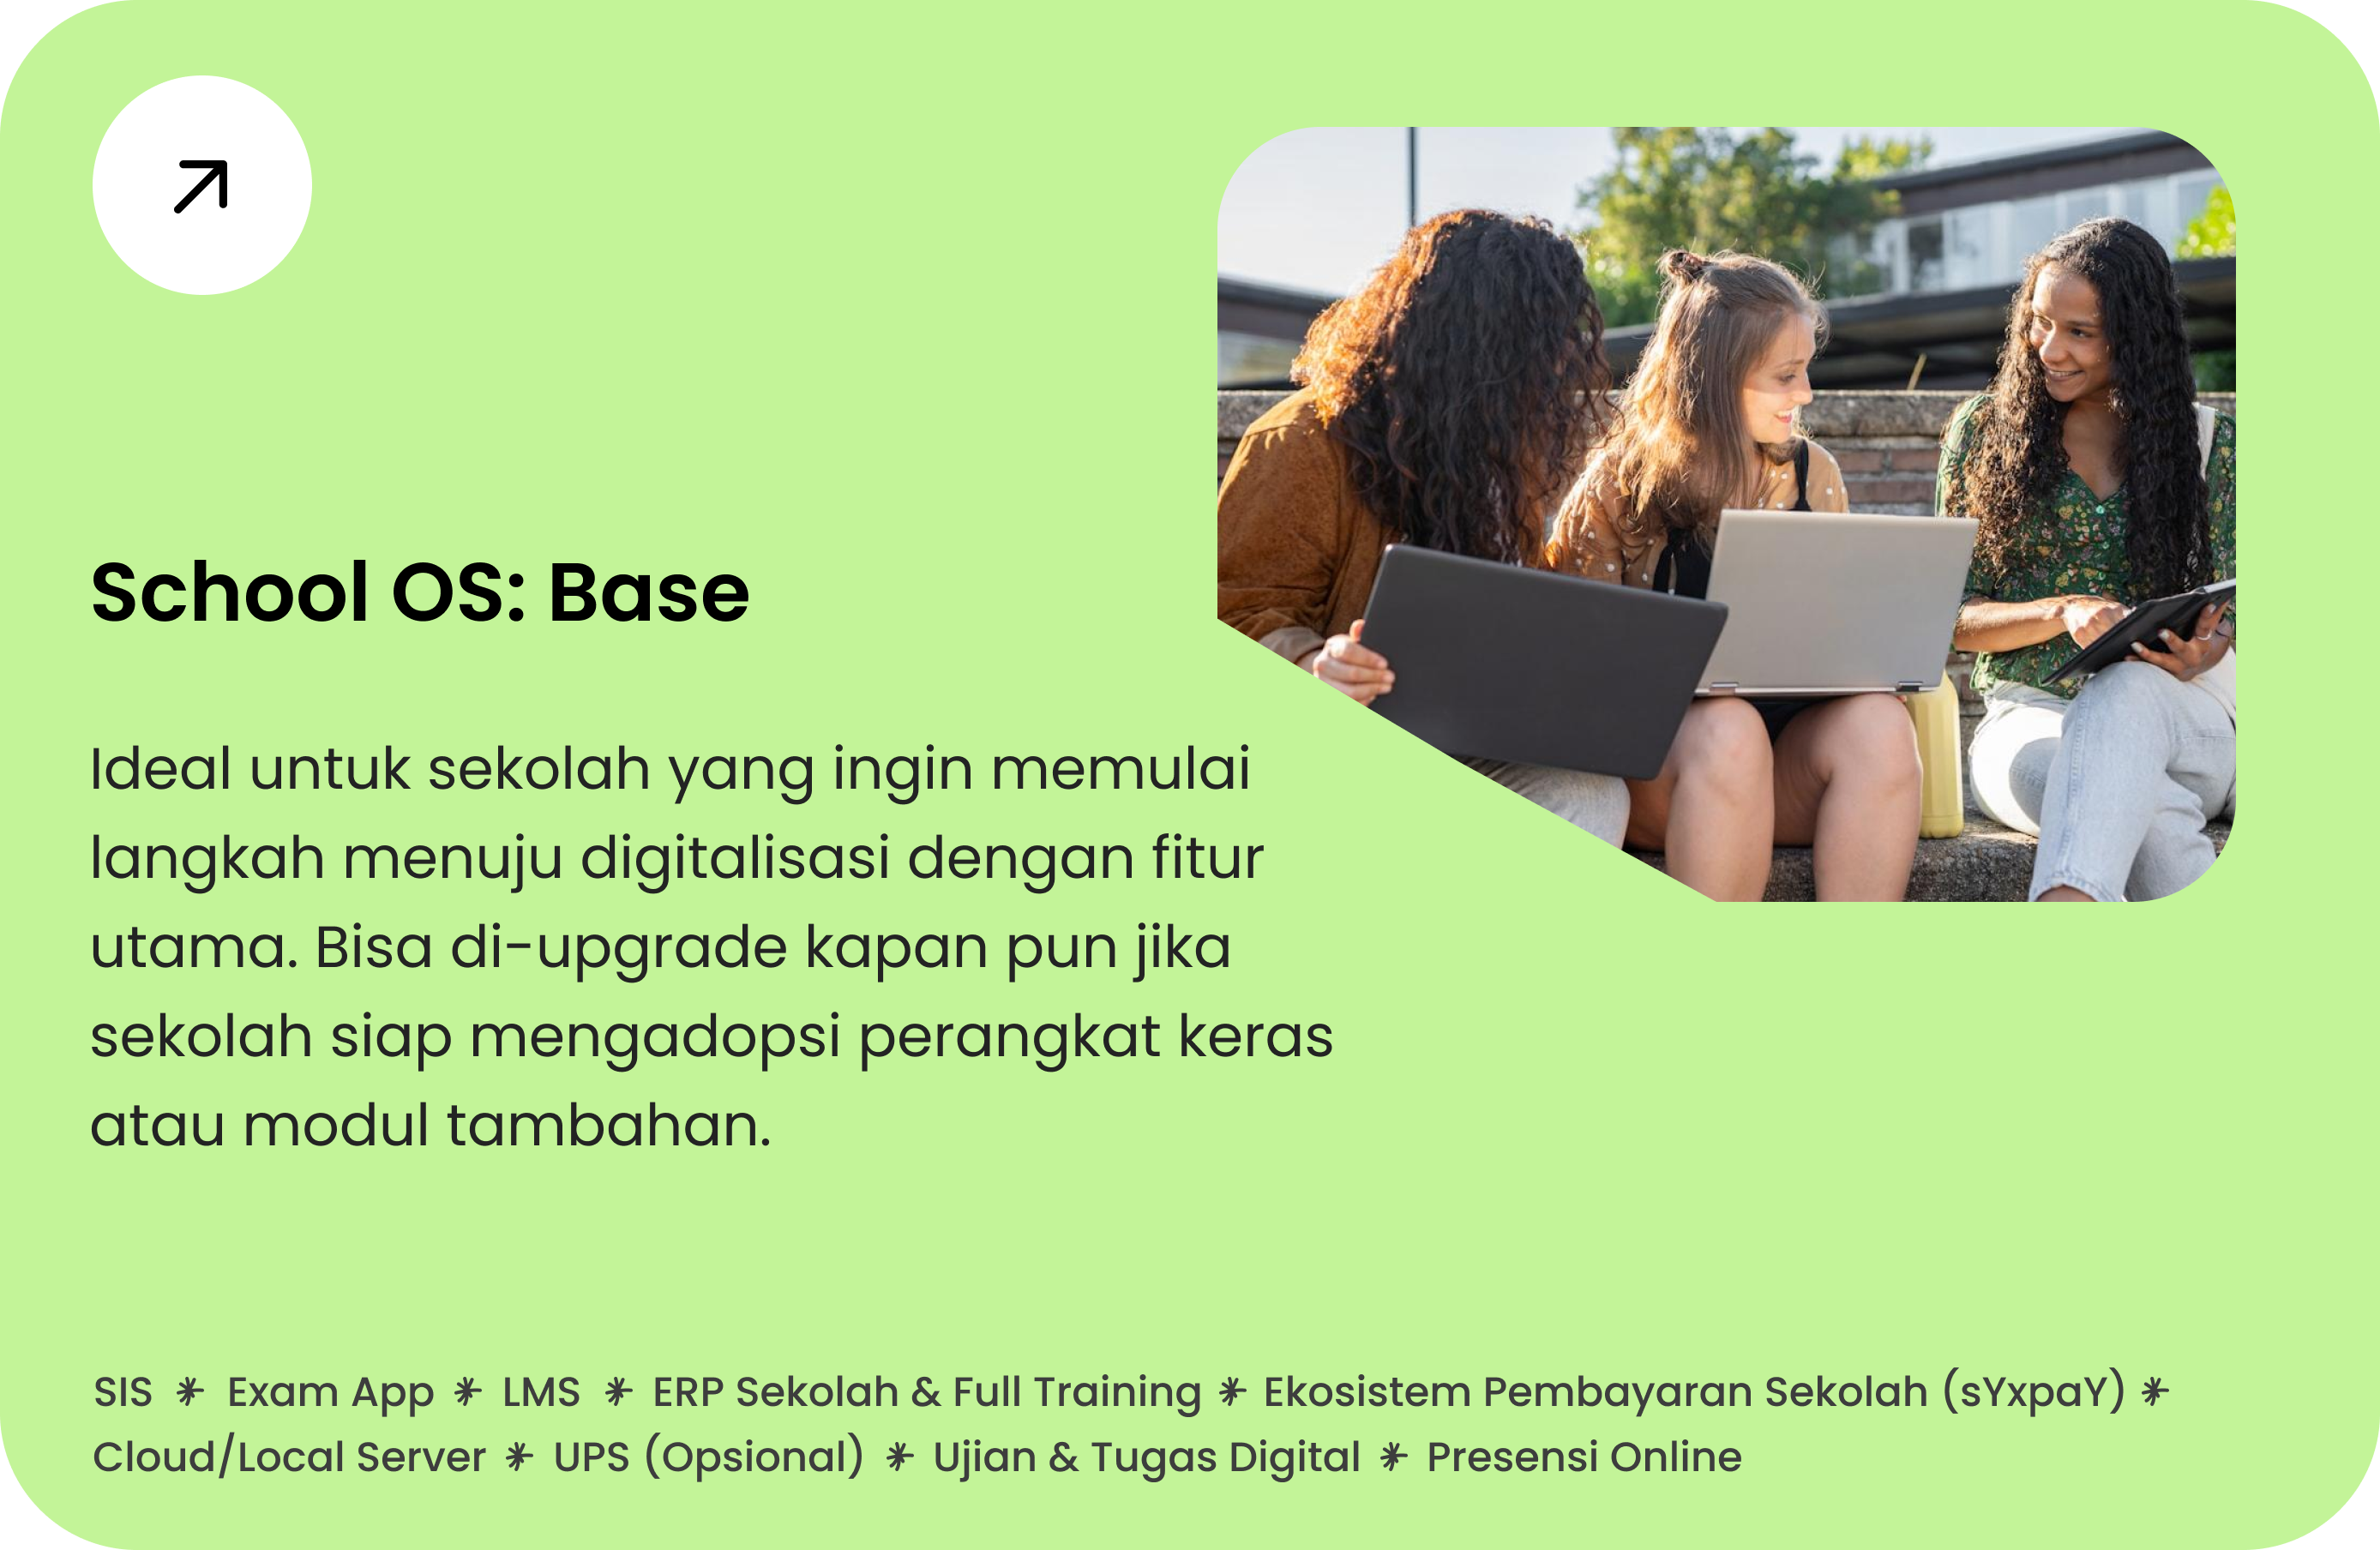 School OS: Base
Ideal untuk sekolah yang ingin memulai
langkah menuju digitalisasi dengan fitur
utama. Bisa di-upgrade kapan pun jika
sekolah siap mengadopsi perangkat keras
atau modul tambahan.
SIS * Exam App * LMS * ERP Sekolah & Full Training * Ekosistem Pembayaran Sekolah (sYxpaY) *
Cloud/Local Server * UPS (Opsional) * Ujian & Tugas Digital * Presensi Online